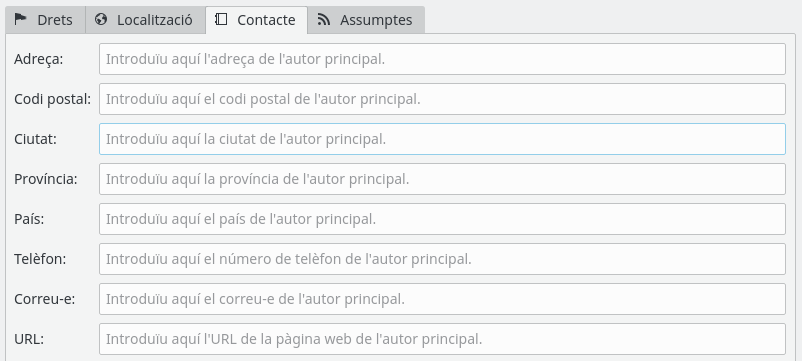 Drets Localització Contacte Assumptes
Adreça: Introduïu aquí l'adreça de l'autor principal.
Codi postal: Introduïu aquí el codi postal de l'autor principal.
Ciutat: Introduïu aquí la ciutat de l'autor principal.
Província: Introduïu aquí la província de l'autor principal.
País: Introduïu aquí el país de l'autor principal.
Telèfon: Introduïu aquí el número de telèfon de l'autor principal.
Correu-e: Introduïu aquí el correu-e de l'autor principal.
URL: Introduïu aquí l'URL de la pàgina web de l'autor principal.